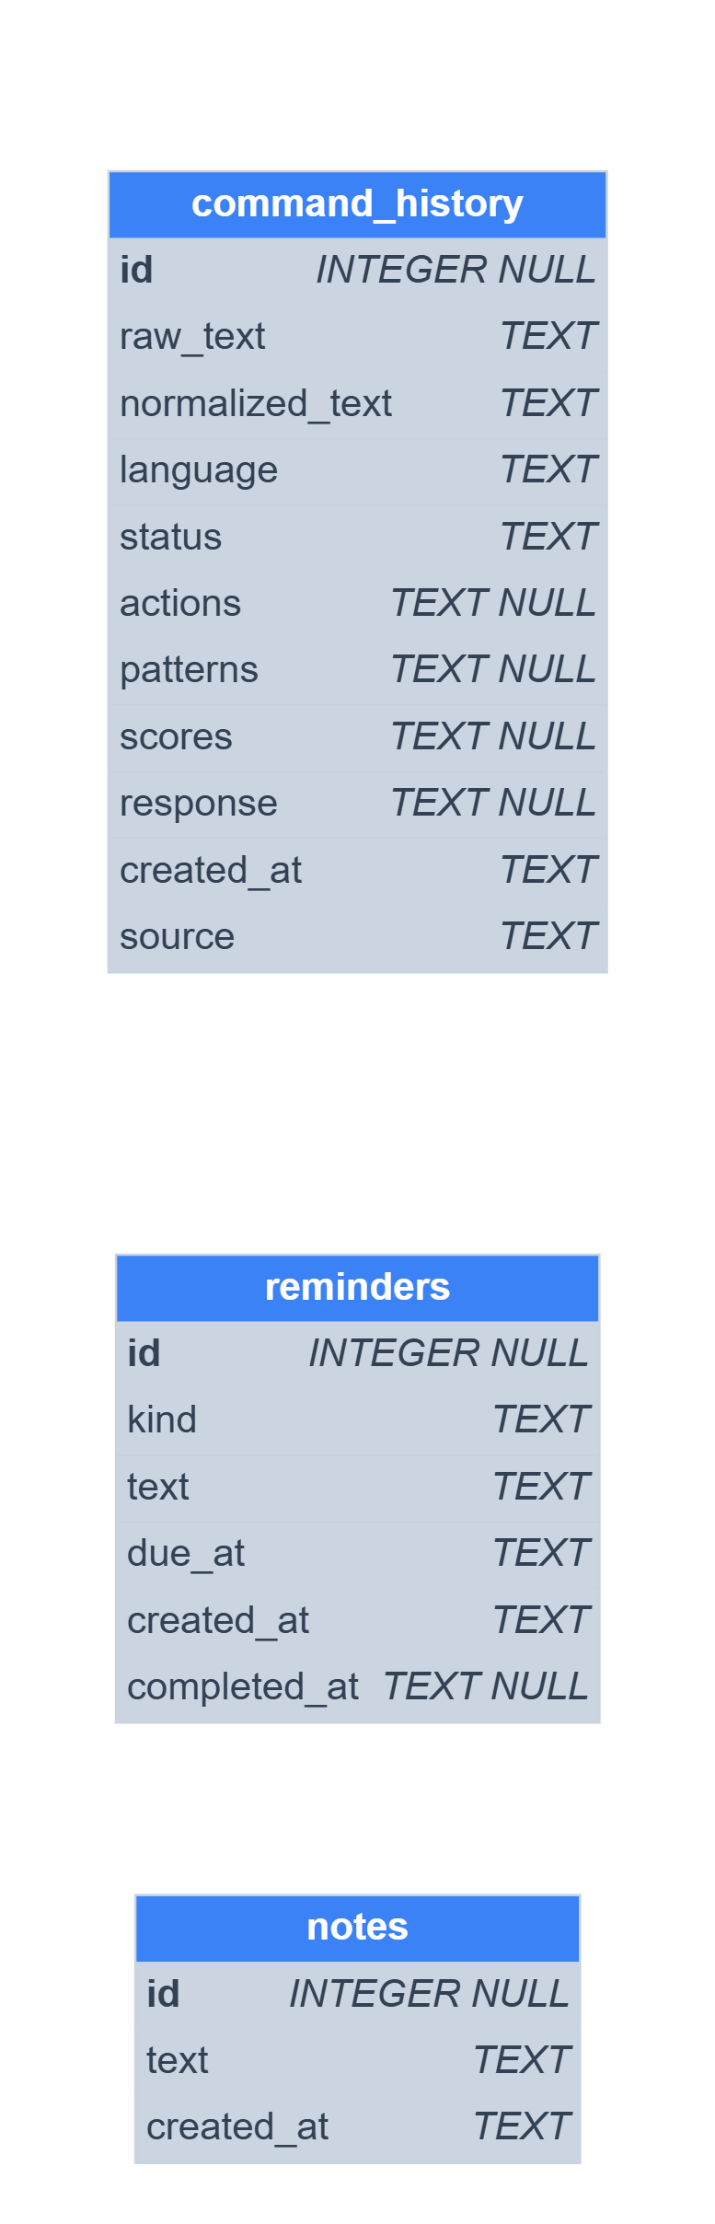 command_history
id INTEGER NULL
raw_text TEXT
normalized_text TEXT
language TEXT
status TEXT
actions TEXT NULL
patterns TEXT NULL
scores TEXT NULL
response TEXT NULL
created_at TEXT
source TEXT
reminders
id INTEGER NULL
kind TEXT
text TEXT
due_at TEXT
created_at TEXT
completed_at TEXT NULL
notes
id INTEGER NULL
text TEXT
created_at TEXT